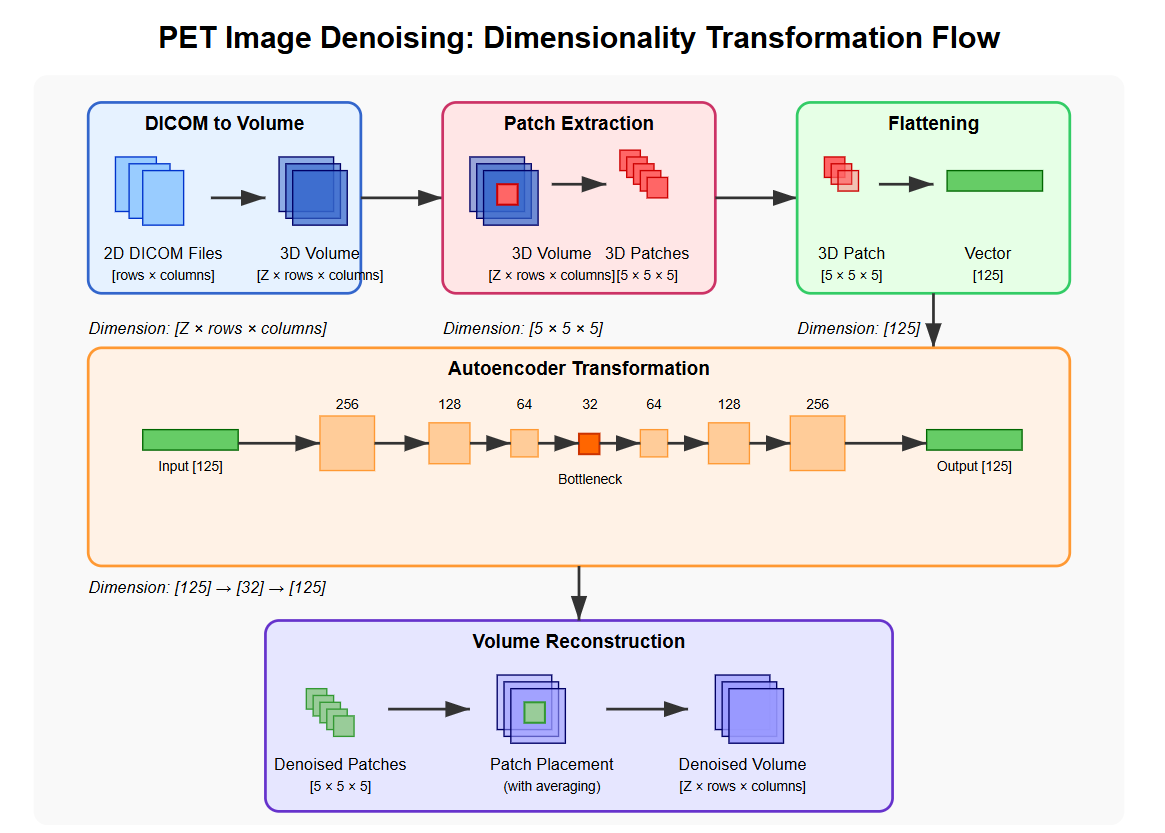 PET Image Denoising: Dimensionality Transformation Flow
DICOM to Volume
2D DICOM Files
[rows × columns]
3D Volume
[Z × rows × columns]
Patch Extraction
3D Volume
[Z × rows × columns]
3D Patches
[5 × 5 × 5]
Flattening
3D Patch
[5 × 5 × 5]
Vector
[125]
Dimension: [Z × rows × columns]
Dimension: [5 × 5 × 5]
Dimension: [125]
Autoencoder Transformation
256
128
64
32
64
128
256
Input [125]
Bottleneck
Output [125]
Dimension: [125] → [32] → [125]
Volume Reconstruction
Denoised Patches
[5 × 5 × 5]
Patch Placement
(with averaging)
Denoised Volume
[Z × rows × columns]